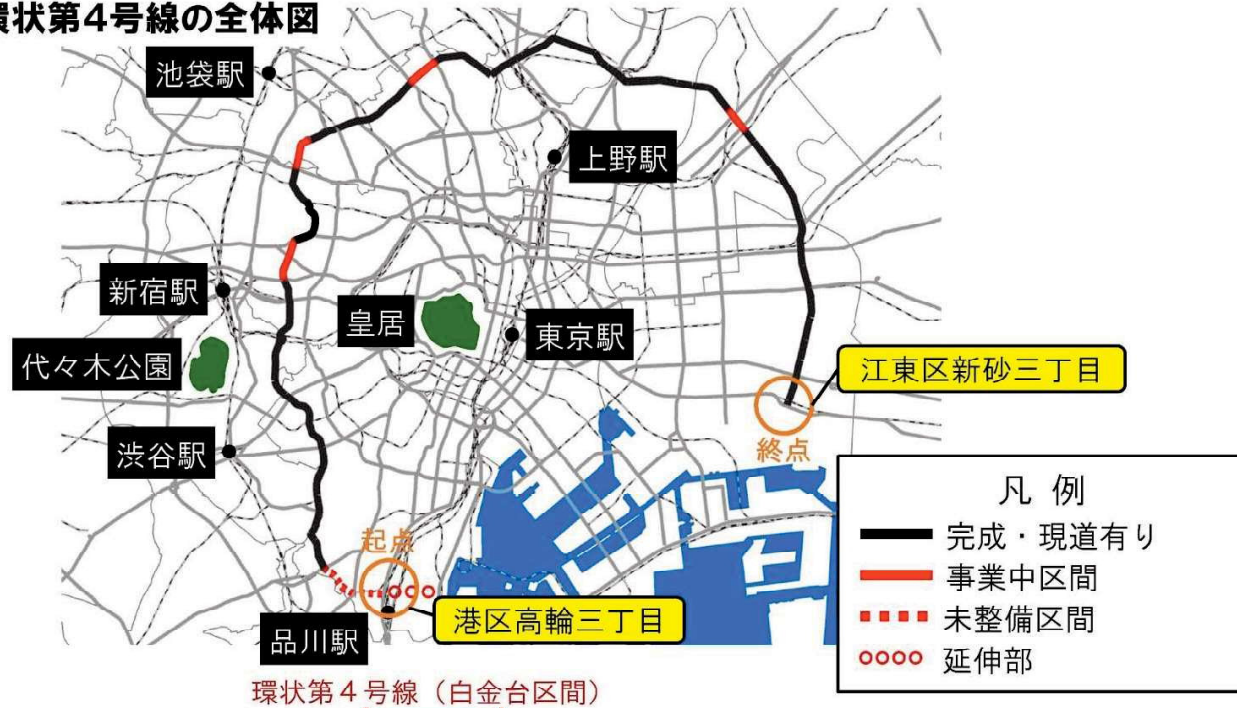 環状第4号線の全体図
池袋駅
上野駅
新宿駅
皇居
東京駅
代々木公園
江東区新砂三丁目
渋谷駅
終点
凡 例
完成・現道有り
起点
事業中区間
港区高輪三丁目
未整備区間
品川駅
延伸部
環状第4号線（白金台区間）